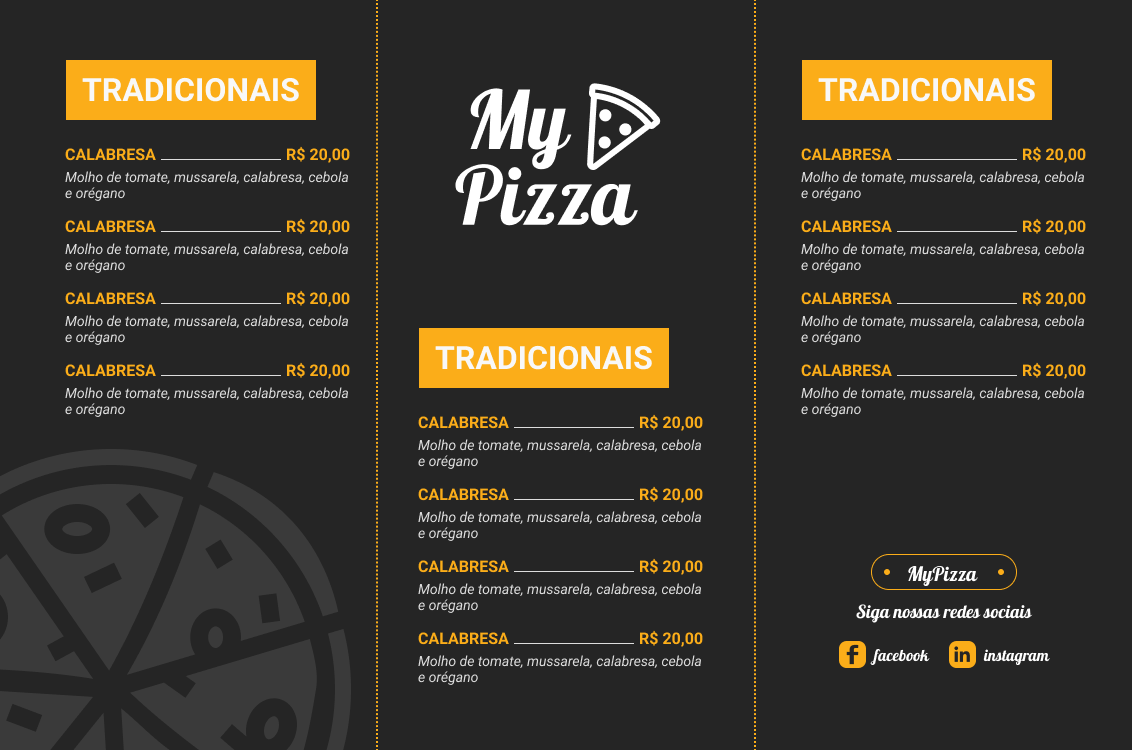 TRADICIONAIS
CALABRESA R$ 20,00
Molho de tomate, mussarela, calabresa, cebola
e orégano
CALABRESA R$ 20,00
Molho de tomate, mussarela, calabresa, cebola
e orégano
CALABRESA R$ 20,00
Molho de tomate, mussarela, calabresa, cebola
e orégano
CALABRESA R$ 20,00
Molho de tomate, mussarela, calabresa, cebola
e orégano
My
Pizza
TRADICIONAIS
CALABRESA R$ 20,00
Molho de tomate, mussarela, calabresa, cebola
e orégano
CALABRESA R$ 20,00
Molho de tomate, mussarela, calabresa, cebola
e orégano
CALABRESA R$ 20,00
Molho de tomate, mussarela, calabresa, cebola
e orégano
CALABRESA R$ 20,00
Molho de tomate, mussarela, calabresa, cebola
e orégano
TRADICIONAIS
CALABRESA R$ 20,00
Molho de tomate, mussarela, calabresa, cebola
e orégano
CALABRESA R$ 20,00
Molho de tomate, mussarela, calabresa, cebola
e orégano
CALABRESA R$ 20,00
Molho de tomate, mussarela, calabresa, cebola
e orégano
CALABRESA R$ 20,00
Molho de tomate, mussarela, calabresa, cebola
e orégano
MyPizza
Siga nossas redes sociais
f facebook in instagram